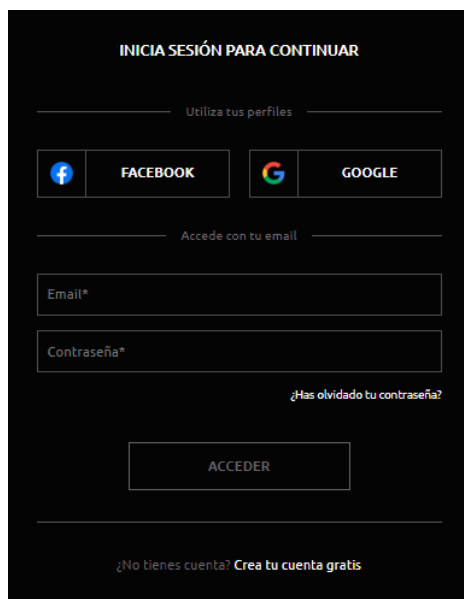 INICIA SESIÓN PARA CONTINUAR
Utiliza tus perfiles
FACEBOOK
GOOGLE
Accede con tu email
Email*
Contraseña*
¿Has olvidado tu contraseña?
ACCEDER
¿No tienes cuenta? Crea tu cuenta gratis